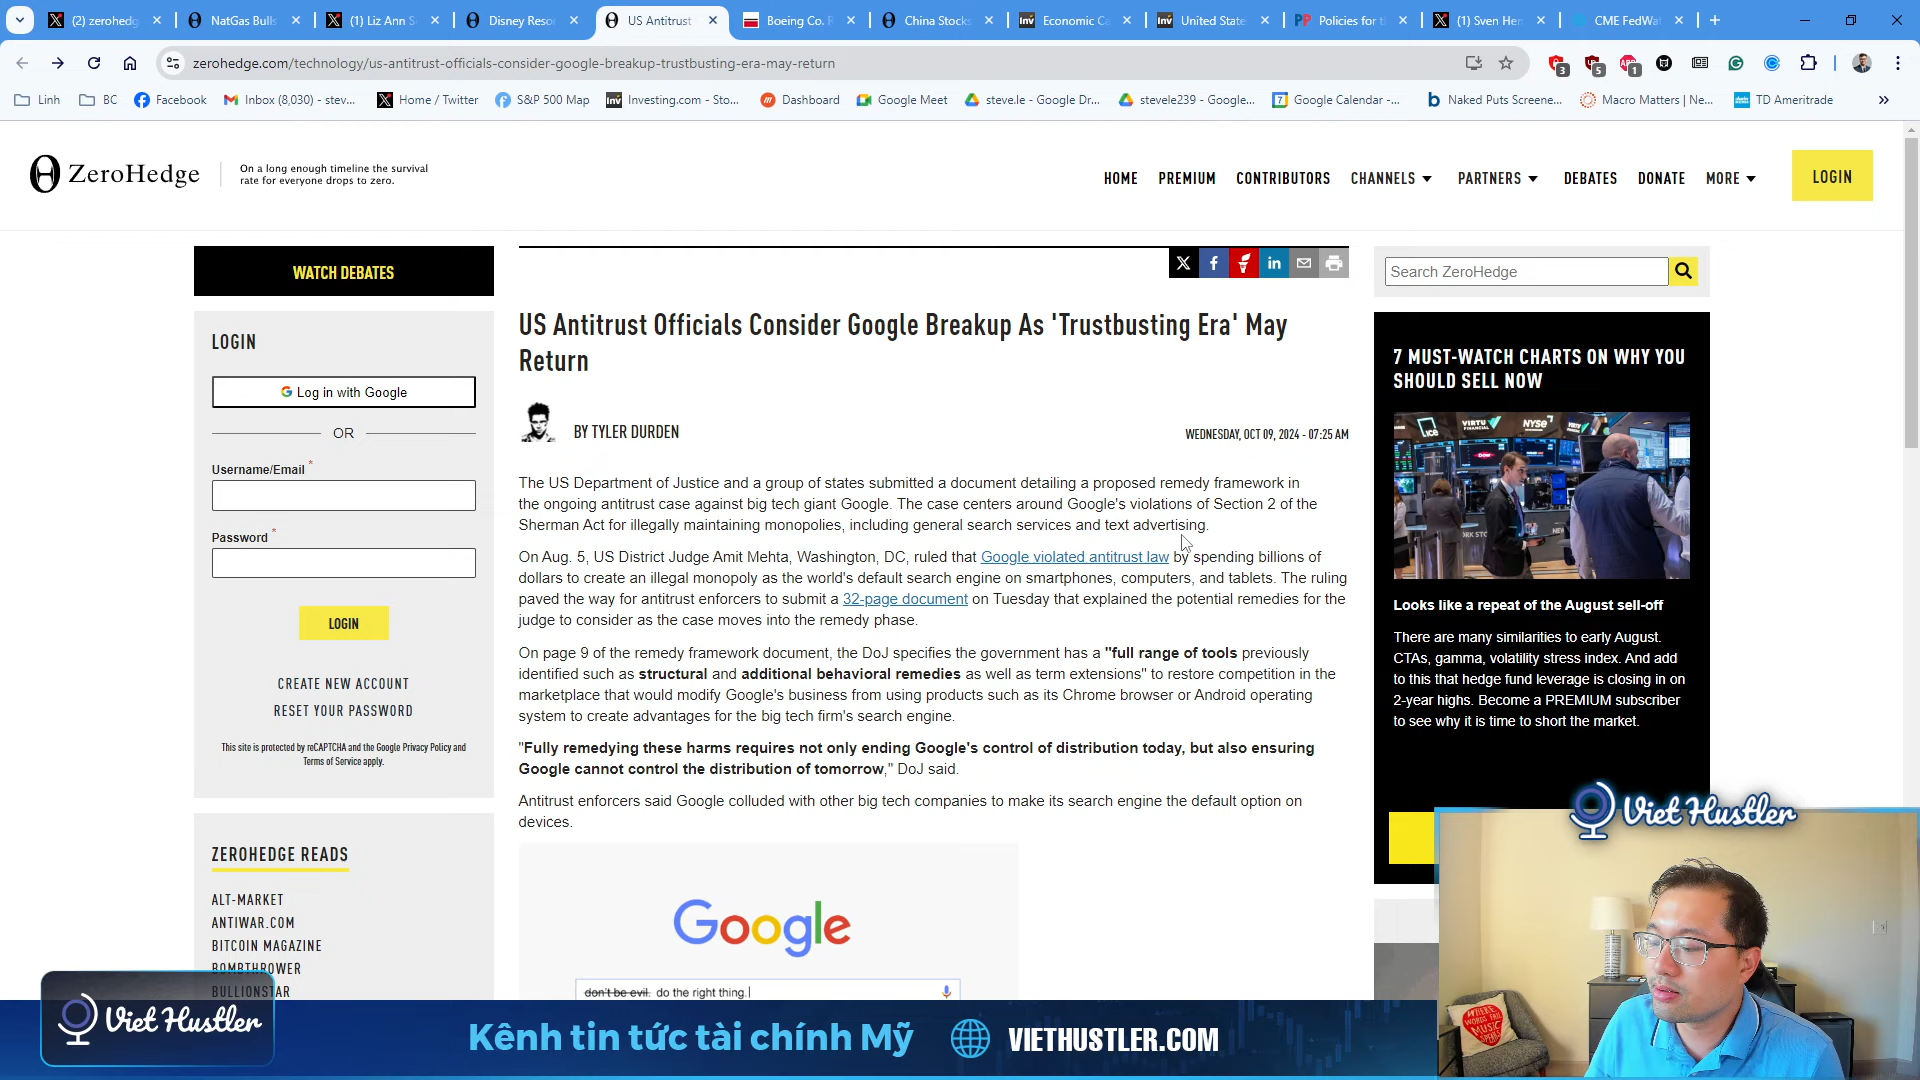 (2) zerohedg
NatGas Bulls
(1) Liz Ann S
Disney Resor
US Antitrust
Boeing Co. F
China Stocks
Economic Ca
United State
Policies for t
(1) Sven Hen
CME FedWat
zerohedge.com/technology/us-antitrust-officials-consider-google-breakup-trustbusting-era-may-return
3
5
1
Linh
BC
Facebook
Inbox (8,030) - stev...
Home / Twitter
S&P 500 Map
Investing.com - Sto...
Dashboard
Google Meet
steve.le - Google Dr...
stevele239 - Google...
Google Calendar -...
Naked Puts Screene...
Macro Matters | Ne...
TD Ameritrade
ZeroHedge
On a long enough timeline the survival
rate for everyone drops to zero.
HOME
PREMIUM
CONTRIBUTORS
CHANNELS
PARTNERS
DEBATES
DONATE
MORE
LOGIN
WATCH DEBATES
LOGIN
Log in with Google
OR
Username/Email *
Password *
LOGIN
CREATE NEW ACCOUNT
RESET YOUR PASSWORD
This site is protected by reCAPTCHA and the Google Privacy Policy and
Terms of Service apply.
ZEROHEDGE READS
ALT-MARKET
ANTIWAR.COM
BITCOIN MAGAZINE
BOMBTHROWER
BULLIONSTAR
US Antitrust Officials Consider Google Breakup As 'Trustbusting Era' May
Return
BY TYLER DURDEN
WEDNESDAY, OCT 09, 2024 - 07:25 AM
The US Department of Justice and a group of states submitted a document detailing a proposed remedy framework in
the ongoing antitrust case against big tech giant Google. The case centers around Google's violations of Section 2 of the
Sherman Act for illegally maintaining monopolies, including general search services and text advertising.
On Aug. 5, US District Judge Amit Mehta, Washington, DC, ruled that Google violated antitrust law by spending billions of
dollars to create an illegal monopoly as the world's default search engine on smartphones, computers, and tablets. The ruling
paved the way for antitrust enforcers to submit a 32-page document on Tuesday that explained the potential remedies for the
judge to consider as the case moves into the remedy phase.
On page 9 of the remedy framework document, the DoJ specifies the government has a "full range of tools previously
identified such as structural and additional behavioral remedies as well as term extensions" to restore competition in the
marketplace that would modify Google's business from using products such as its Chrome browser or Android operating
system to create advantages for the big tech firm's search engine.
"Fully remedying these harms requires not only ending Google's control of distribution today, but also ensuring
Google cannot control the distribution of tomorrow," DoJ said.
Antitrust enforcers said Google colluded with other big tech companies to make its search engine the default option on
devices.
Google
don't be evil. do the right thing.
Search ZeroHedge
7 MUST-WATCH CHARTS ON WHY YOU
SHOULD SELL NOW
ice
VIRTU
FINANCIAL
NYSE
Looks like a repeat of the August sell-off
There are many similarities to early August.
CTAs, gamma, volatility stress index. And add
to this that hedge fund leverage is closing in on
2-year highs. Become a PREMIUM subscriber
to see why it is time to short the market.
Viet Hustler
WHERE
WORDS FAIL
MUSIC
SPEAKS
Viet Hustler
Kênh tin tức tài chính Mỹ
VIETHUSTLER.COM